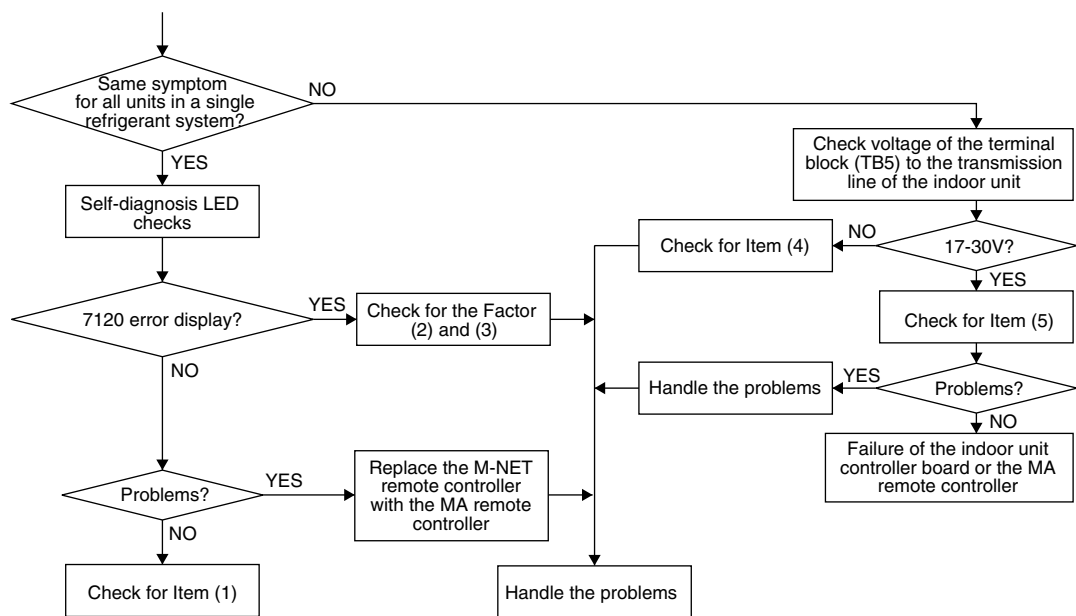 Same symptom
for all units in a single
refrigerant system?
NO
YES
Check voltage of the terminal
block (TB5) to the transmission
line of the indoor unit
Self-diagnosis LED
checks
17-30V?
NO
Check for Item (4)
YES
7120 error display?
YES
Check for the Factor
(2) and (3)
Check for Item (5)
NO
Problems?
YES
Handle the problems
NO
Failure of the indoor unit
controller board or the MA
remote controller
Problems?
YES
Replace the M-NET
remote controller
with the MA remote
controller
NO
Check for Item (1)
Handle the problems